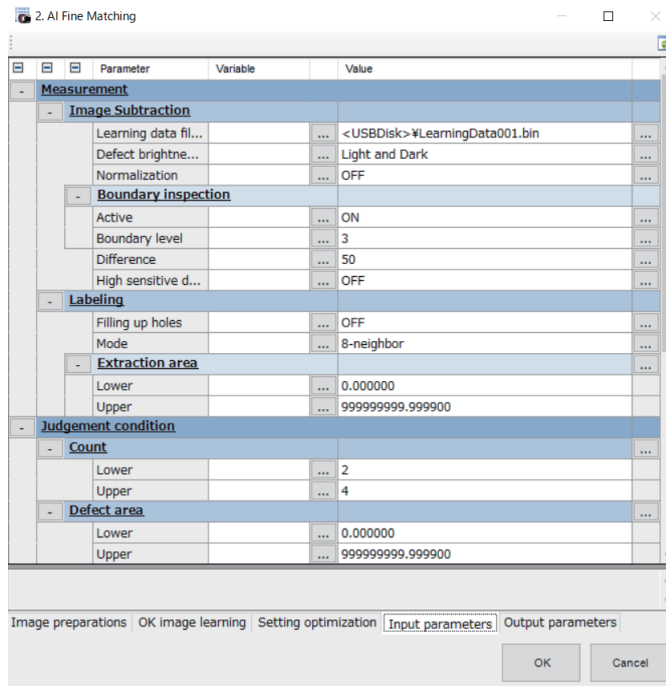 2. AI Fine Matching
Parameter Variable Value
- Measurement
- Image Subtraction
Learning data fil... ... <USBDisk>¥LearningData001.bin ...
Defect brightne... ... Light and Dark ...
Normalization ... OFF ...
- Boundary inspection
Active ... ON ...
Boundary level ... 3 ...
Difference ... 50 ...
High sensitive d... ... OFF ...
- Labeling
Filling up holes ... OFF ...
Mode ... 8-neighbor ...
- Extraction area ...
Lower ... 0.000000
Upper ... 999999999.999900
- Judgement condition
- Count ...
Lower ... 2
Upper ... 4
- Defect area ...
Lower ... 0.000000
Upper ... 999999999.999900
Image preparations OK image learning Setting optimization Input parameters Output parameters
OK Cancel